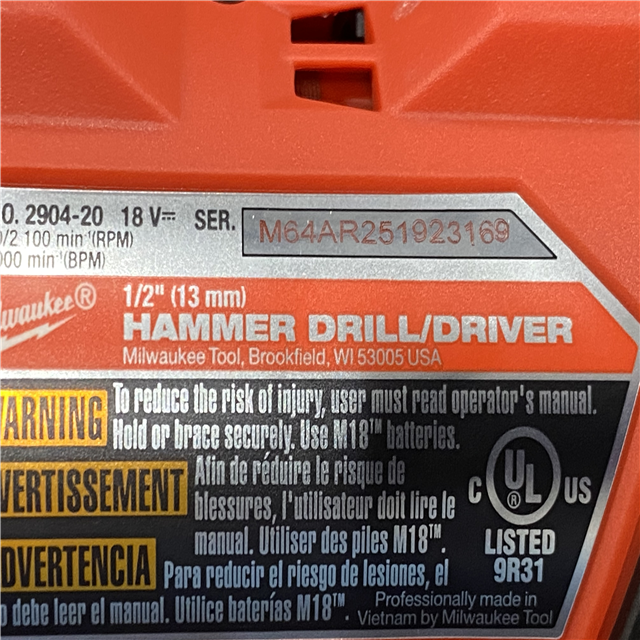 O. 2904-20 18 V SER. M64AR251923169
/2 100 min⁻¹(RPM)
000 min⁻¹(BPM)
lwaukee®
1/2" (13 mm)
HAMMER DRILL/DRIVER
Milwaukee Tool, Brookfield, WI 53005 USA
ARNING To reduce the risk of injury, user must read operator's manual.
Hold or brace securely. Use M18™ batteries.
VERTISSEMENT Afin de réduire le risque de
blessures, l'utilisateur doit lire le
manual. Utiliser des piles M18™.
DVERTENCIA Para reducir el riesgo de lesiones, el
o debe leer el manual. Utilice baterías M18™.
C UL® US
LISTED
9R31
Professionally made in
Vietnam by Milwaukee Tool